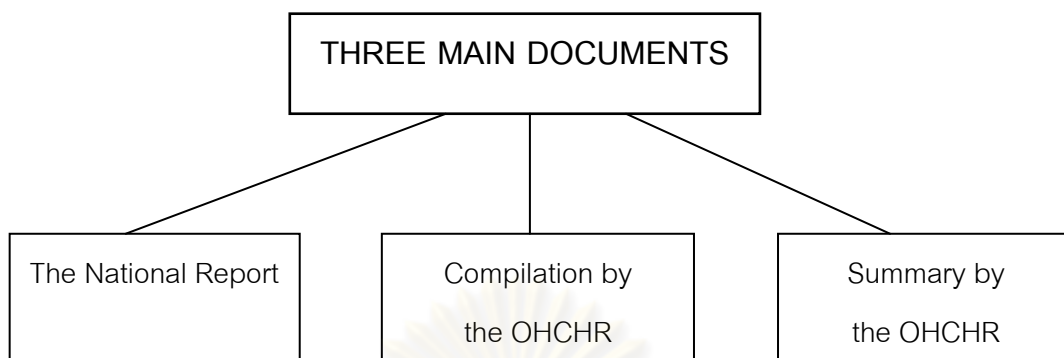 THREE MAIN DOCUMENTS
The National Report
Compilation by
the OHCHR
Summary by
the OHCHR